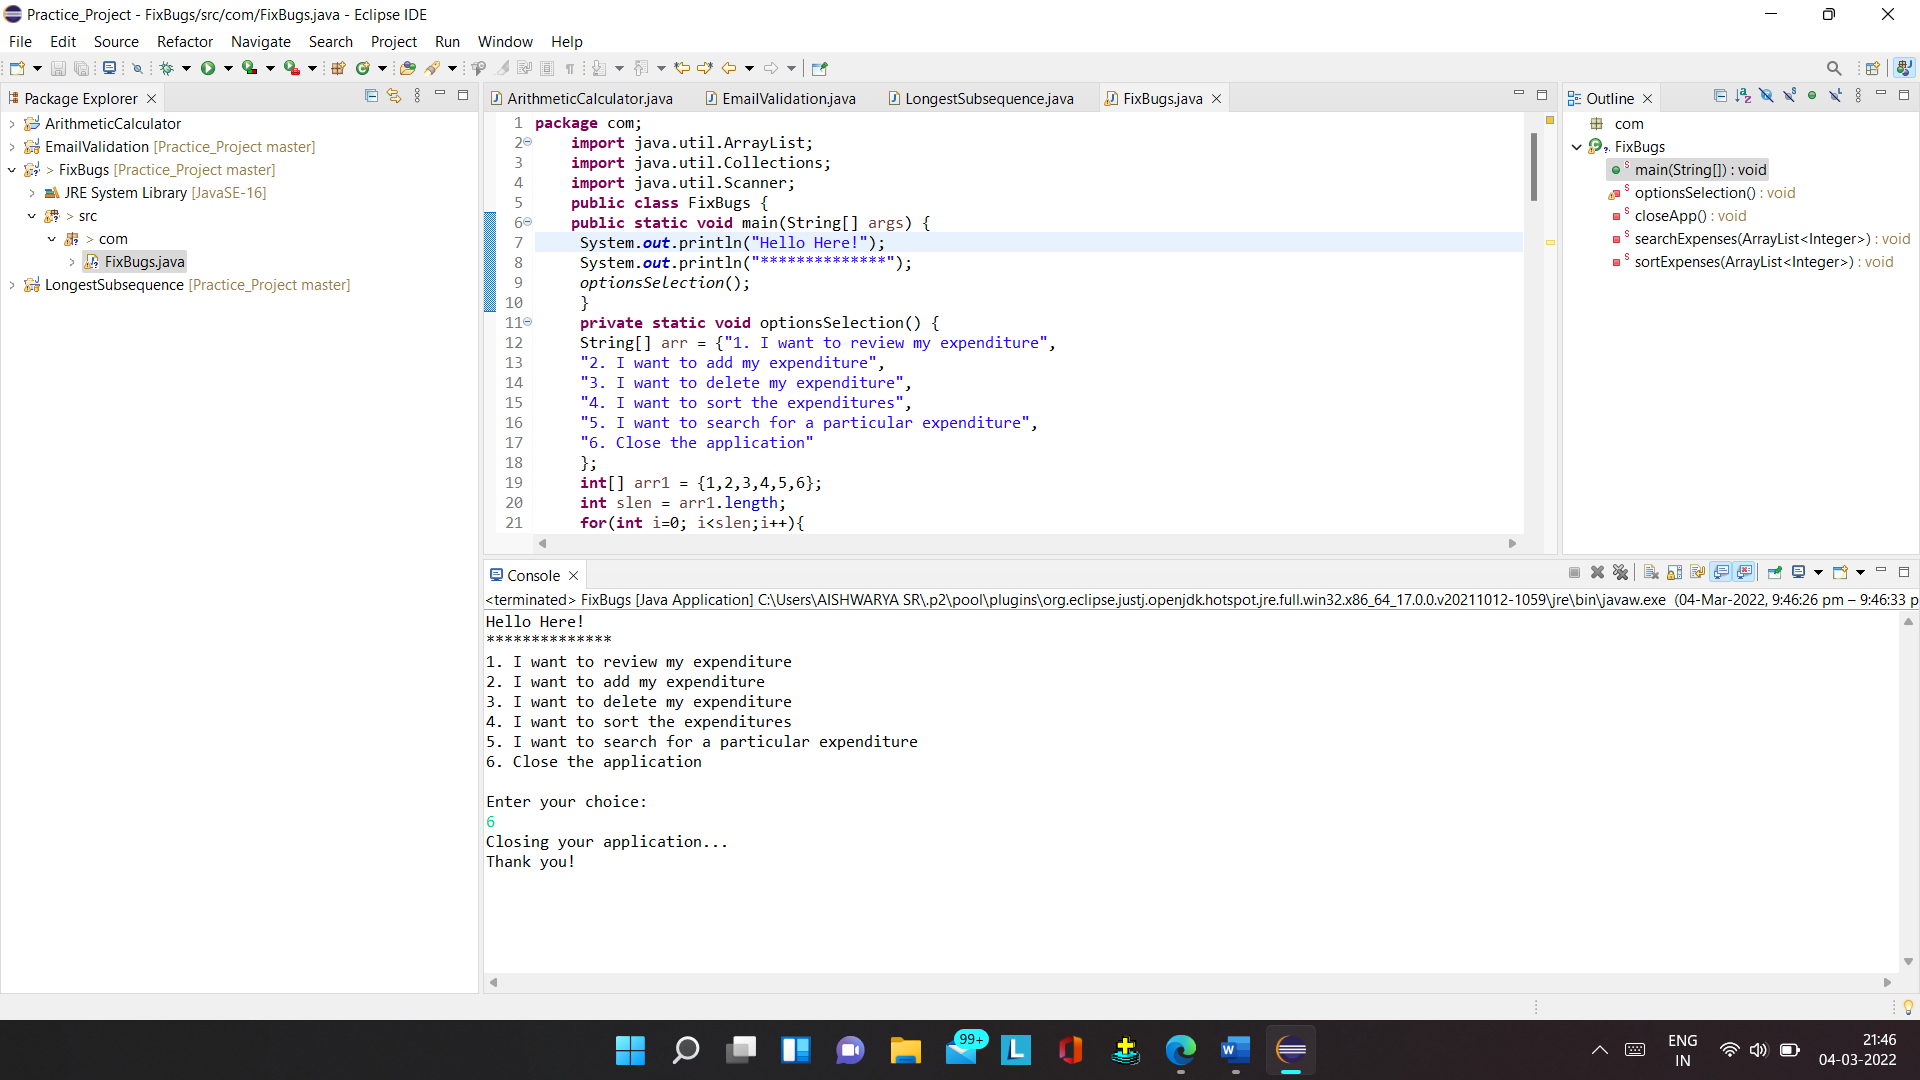 Practice_Project - FixBugs/src/com/FixBugs.java - Eclipse IDE
File Edit Source Refactor Navigate Search Project Run Window Help
Package Explorer
ArithmeticCalculator
EmailValidation [Practice_Project master]
> FixBugs [Practice_Project master]
JRE System Library [JavaSE-16]
> src
> com
FixBugs.java
LongestSubsequence [Practice_Project master]
ArithmeticCalculator.java EmailValidation.java LongestSubsequence.java FixBugs.java
1 package com;
2 import java.util.ArrayList;
3 import java.util.Collections;
4 import java.util.Scanner;
5 public class FixBugs {
6 public static void main(String[] args) {
7 System.out.println("Hello Here!");
8 System.out.println("**************");
9 optionsSelection();
10 }
11 private static void optionsSelection() {
12 String[] arr = {"1. I want to review my expenditure",
13 "2. I want to add my expenditure",
14 "3. I want to delete my expenditure",
15 "4. I want to sort the expenditures",
16 "5. I want to search for a particular expenditure",
17 "6. Close the application"
18 };
19 int[] arr1 = {1,2,3,4,5,6};
20 int slen = arr1.length;
21 for(int i=0; i<slen;i++){
Outline
com
FixBugs
main(String[]) : void
optionsSelection() : void
closeApp() : void
searchExpenses(ArrayList<Integer>) : void
sortExpenses(ArrayList<Integer>) : void
Console
<terminated> FixBugs [Java Application] C:\Users\AISHWARYA SR\.p2\pool\plugins\org.eclipse.justj.openjdk.hotspot.jre.full.win32.x86_64_17.0.0.v20211012-1059\jre\bin\javaw.exe (04-Mar-2022, 9:46:26 pm – 9:46:33 p
Hello Here!
**************
1. I want to review my expenditure
2. I want to add my expenditure
3. I want to delete my expenditure
4. I want to sort the expenditures
5. I want to search for a particular expenditure
6. Close the application
Enter your choice:
6
Closing your application...
Thank you!
99+
ENG
IN
21:46
04-03-2022